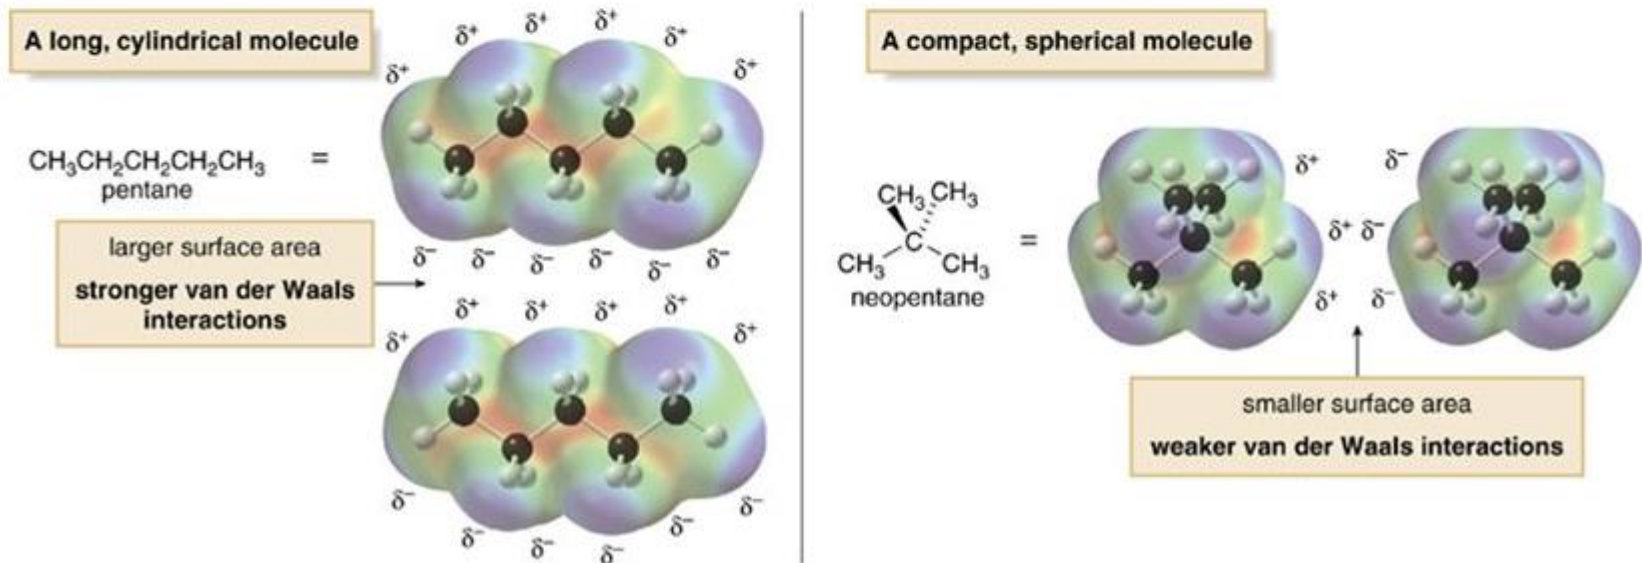 A long, cylindrical molecule
δ⁺ δ⁺ δ⁺ δ⁺ δ⁺ δ⁺
CH₃CH₂CH₂CH₂CH₃ =
pentane
δ⁻ δ⁻ δ⁻ δ⁻ δ⁻ δ⁻
larger surface area
stronger van der Waals
interactions
δ⁺ δ⁺ δ⁺ δ⁺ δ⁺ δ⁺
δ⁻ δ⁻ δ⁻ δ⁻ δ⁻ δ⁻
A compact, spherical molecule
CH₃ CH₃
C =
CH₃ CH₃
neopentane
δ⁺ δ⁻
δ⁺ δ⁻
δ⁺ δ⁻
smaller surface area
weaker van der Waals interactions